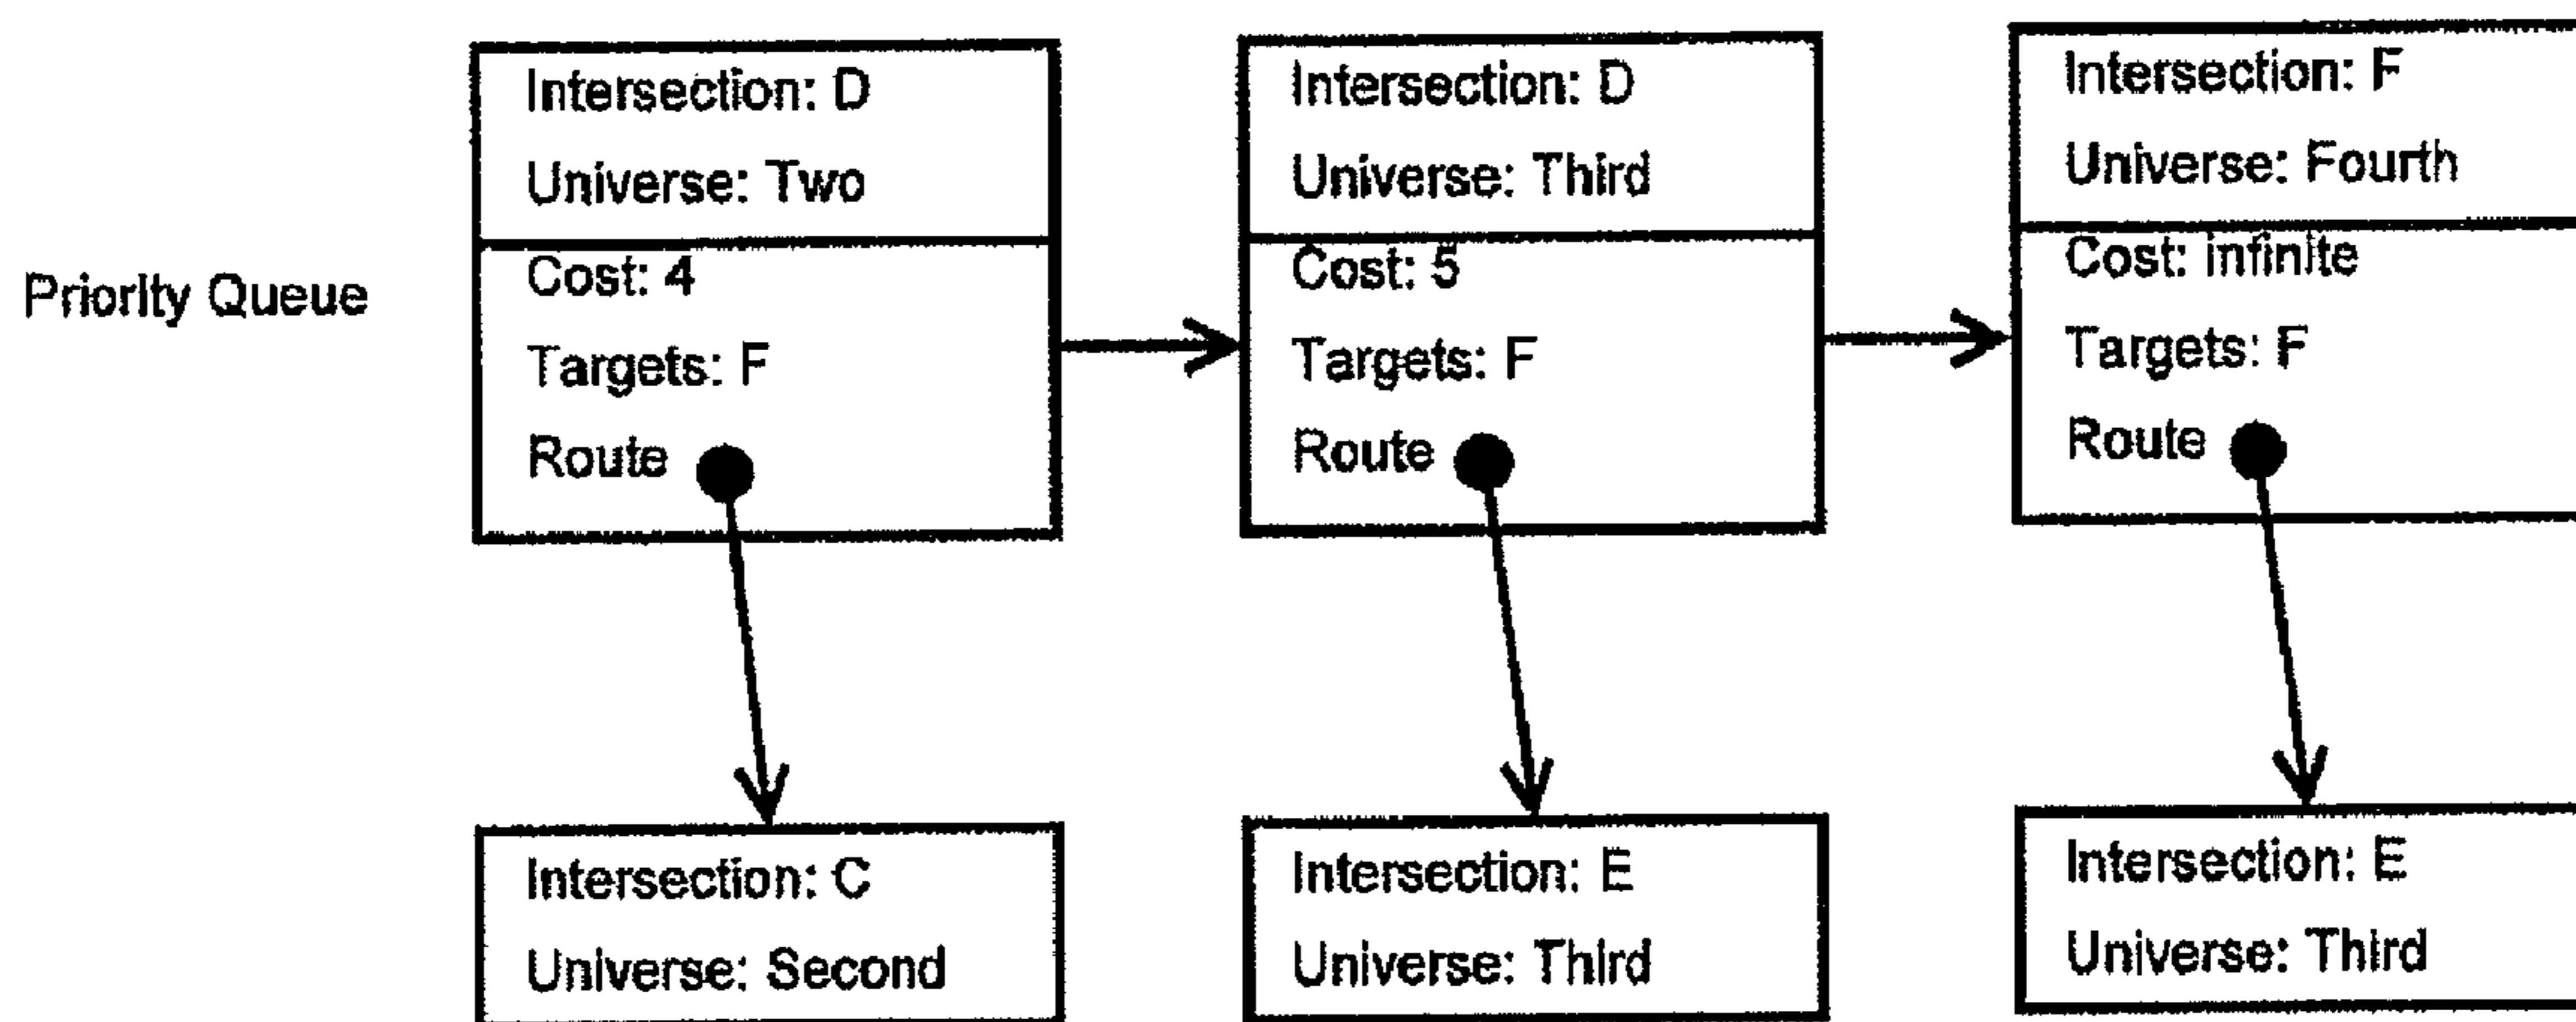 Priority Queue
Intersection: D
Universe: Two
Cost: 4
Targets: F
Route
Intersection: D
Universe: Third
Cost: 5
Targets: F
Route
Intersection: F
Universe: Fourth
Cost: infinite
Targets: F
Route
Intersection: C
Universe: Second
Intersection: E
Universe: Third
Intersection: E
Universe: Third